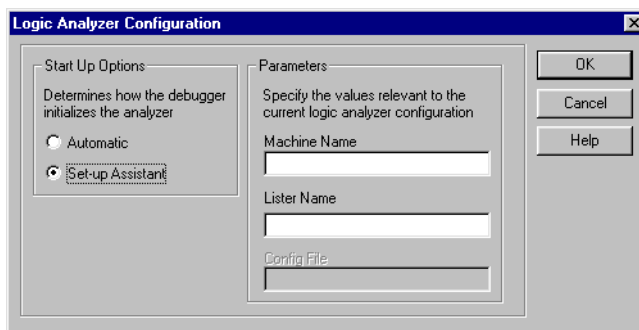 Logic Analyzer Configuration
Start Up Options
Determines how the debugger
initializes the analyzer
Automatic
Set-up Assistant
Parameters
Specify the values relevant to the
current logic analyzer configuration
Machine Name
Lister Name
Config File
OK
Cancel
Help